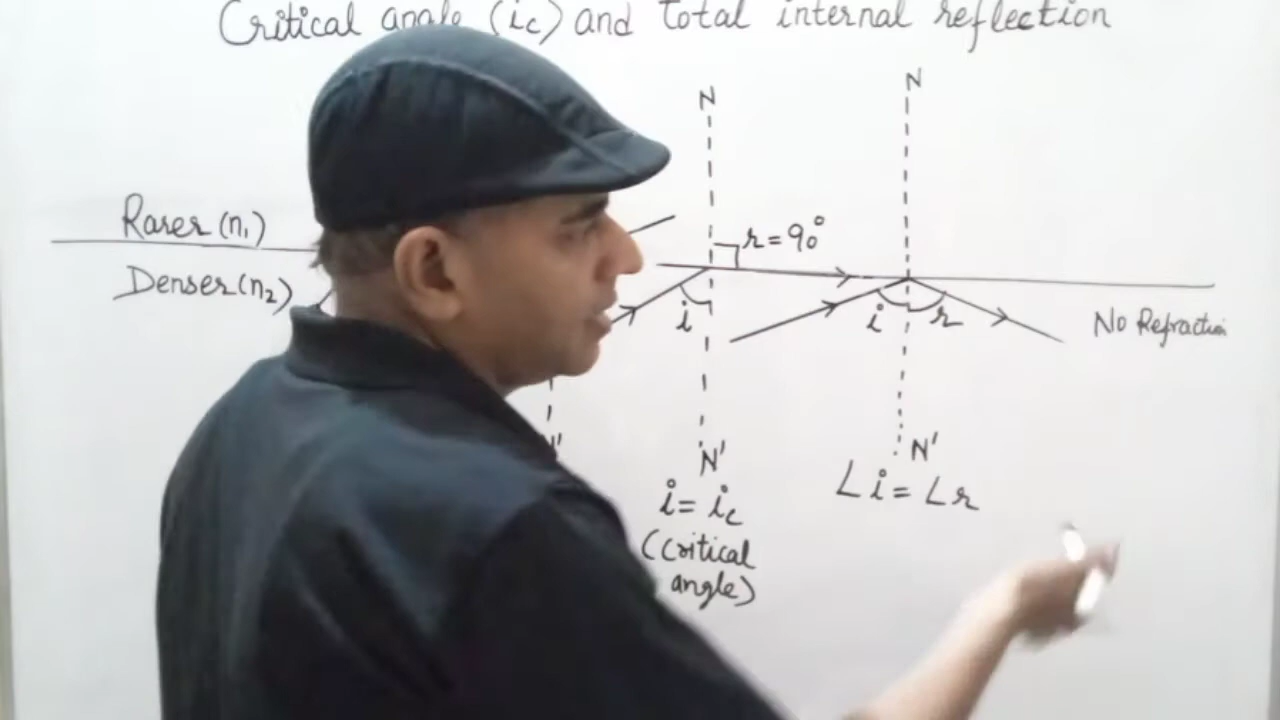 Critical angle (ic) and total internal reflection
N
N
Rarer (n1)
r = 90°
Denser (n2)
i
i
r
No Refraction
N'
N'
N'
i = ic
∠i = ∠r
(Critical
angle)